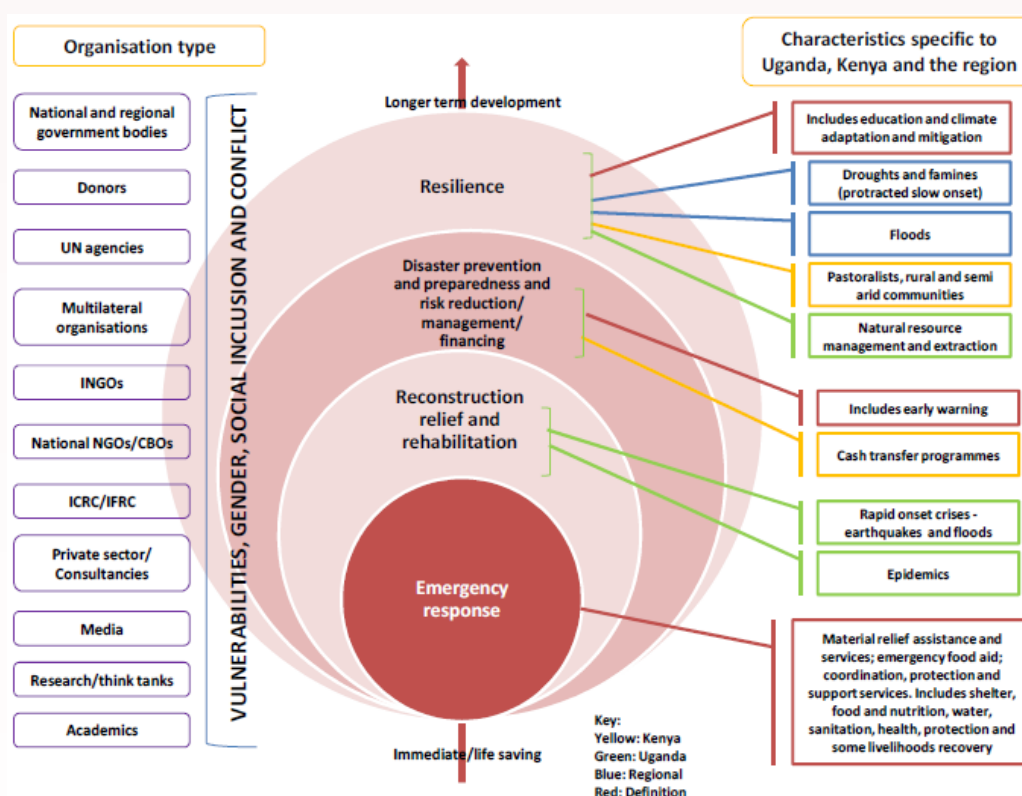 Organisation type
National and regional
government bodies
Donors
UN agencies
Multilateral
organisations
INGOs
National NGOs/CBOs
ICRC/IFRC
Private sector/
Consultancies
Media
Research/think tanks
Academics
VULNERABILITIES, GENDER, SOCIAL INCLUSION AND CONFLICT
Longer term development
Resilience
Disaster prevention
and preparedness and
risk reduction/
management/
financing
Reconstruction
relief and
rehabilitation
Emergency
response
Immediate/life saving
Characteristics specific to
Uganda, Kenya and the region
Includes education and climate
adaptation and mitigation
Droughts and famines
(protracted slow onset)
Floods
Pastoralists, rural and semi
arid communities
Natural resource
management and extraction
Includes early warning
Cash transfer programmes
Rapid onset crises -
earthquakes and floods
Epidemics
Material relief assistance and
services; emergency food aid;
coordination, protection and
support services. Includes shelter,
food and nutrition, water,
sanitation, health, protection and
some livelihoods recovery
Key:
Yellow: Kenya
Green: Uganda
Blue: Regional
Red: Definition